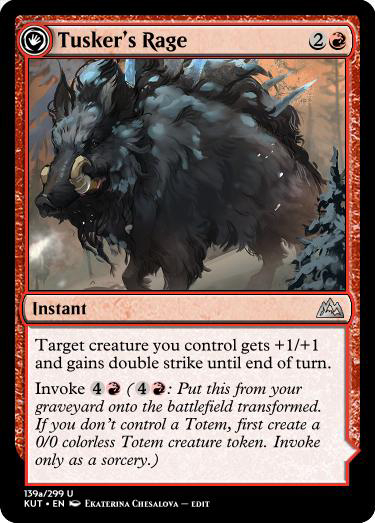 Tusker's Rage 2
Instant
Target creature you control gets +1/+1
and gains double strike until end of turn.
Invoke 4 (4: Put this from your
graveyard onto the battlefield transformed.
If you don't control a Totem, first create a
0/0 colorless Totem creature token. Invoke
only as a sorcery.)
139a/299 U
KUT • EN Ekaterina Chesalova — edit